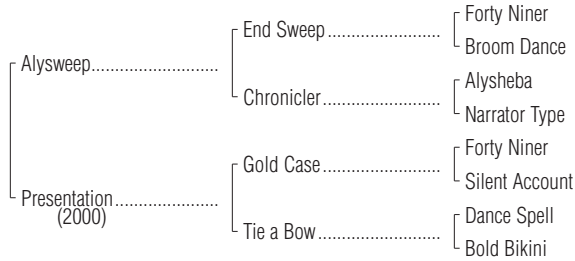 Forty Niner
End Sweep
Broom Dance
Alysweep
Alysheba
Chronicler
Narrator Type
Forty Niner
Gold Case
Silent Account
Presentation
(2000)
Dance Spell
Tie a Bow
Bold Bikini